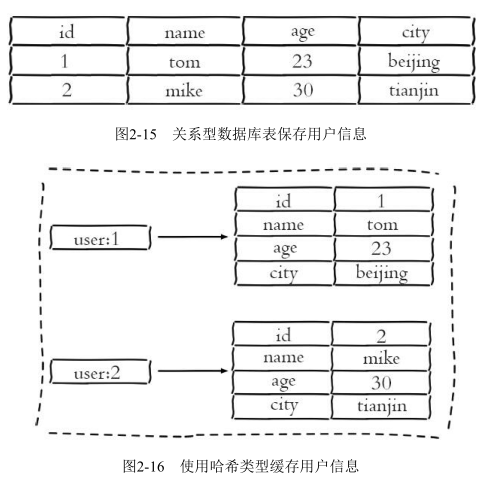 id name age city
1 tom 23 beijing
2 mike 30 tianjin
图2-15 关系型数据库表保存用户信息
id 1
name tom
user:1
age 23
city beijing
id 2
name mike
user:2
age 30
city tianjin
图2-16 使用哈希类型缓存用户信息